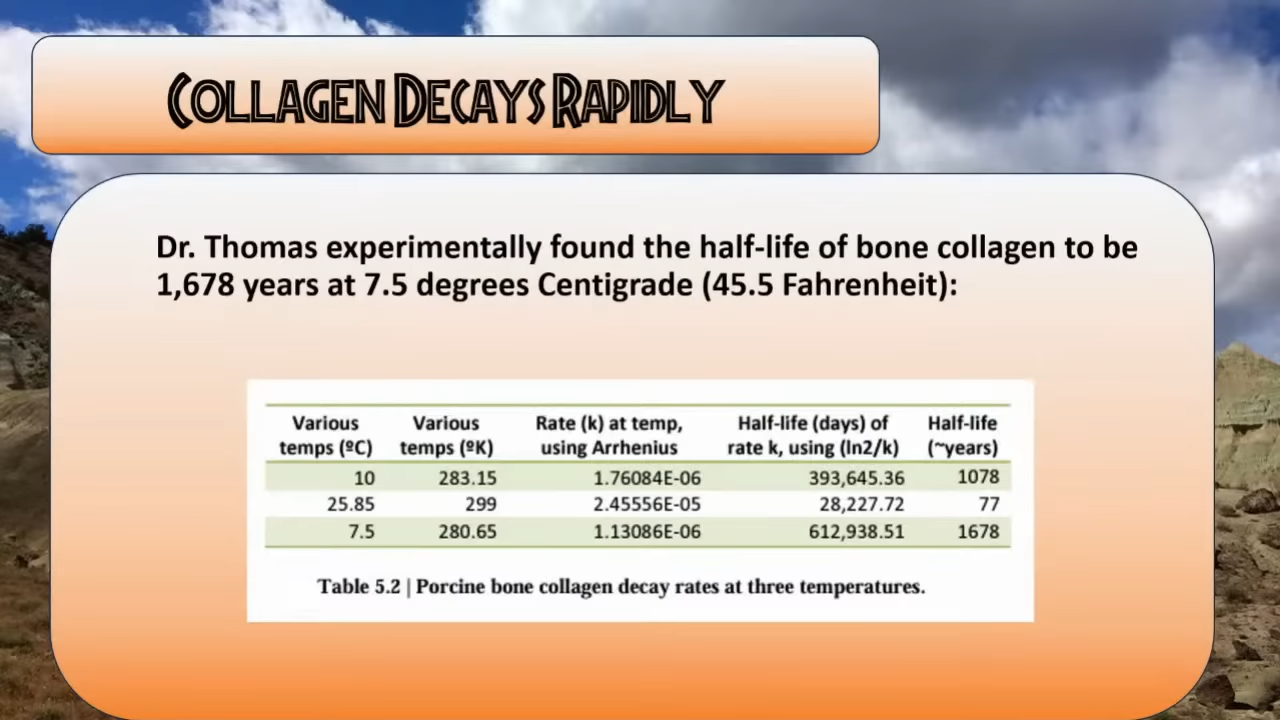 Collagen Decays Rapidly
Dr. Thomas experimentally found the half-life of bone collagen to be
1,678 years at 7.5 degrees Centigrade (45.5 Fahrenheit):
Various Various Rate (k) at temp, Half-life (days) of Half-life
temps (ºC) temps (ºK) using Arrhenius rate k, using (ln2/k) (~years)
10 283.15 1.76084E-06 393,645.36 1078
25.85 299 2.45556E-05 28,227.72 77
7.5 280.65 1.13086E-06 612,938.51 1678
Table 5.2 | Porcine bone collagen decay rates at three temperatures.